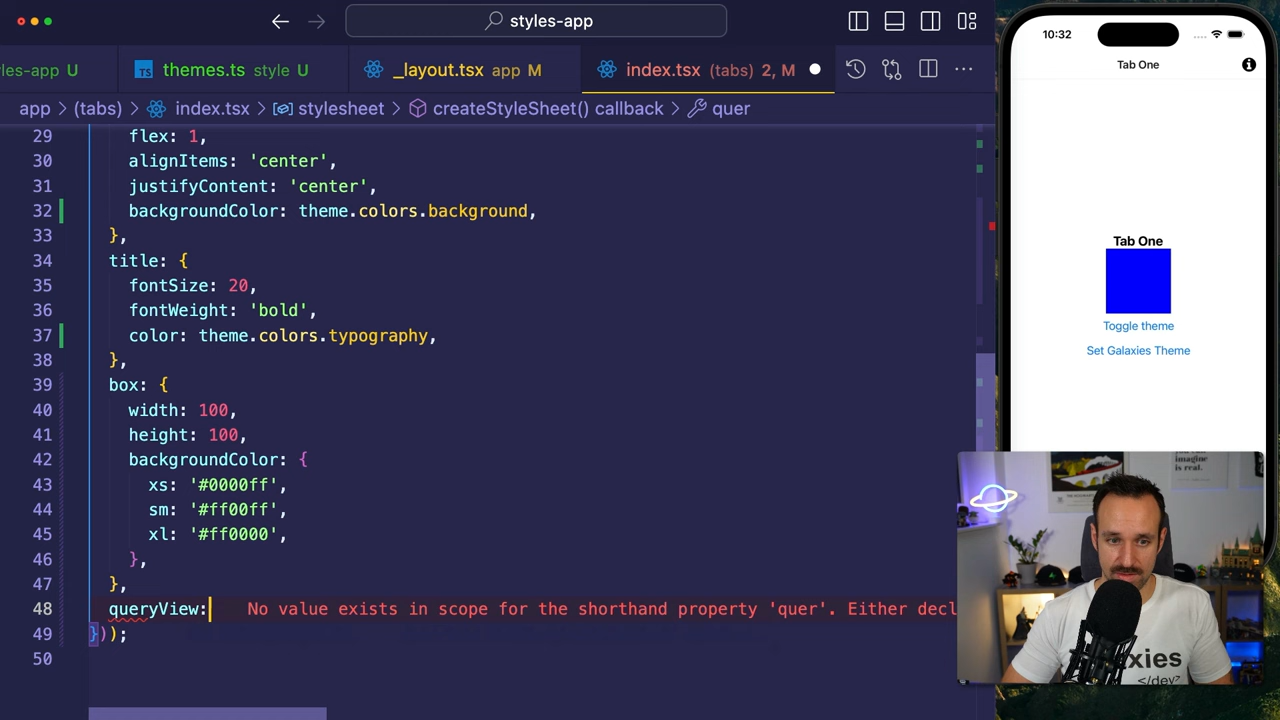 styles-app
les-app U
themes.ts style U
_layout.tsx app M
index.tsx (tabs) 2, M
app > (tabs) > index.tsx > stylesheet > createStyleSheet() callback > quer
29 flex: 1,
30 alignItems: 'center',
31 justifyContent: 'center',
32 backgroundColor: theme.colors.background,
33 },
34 title: {
35 fontSize: 20,
36 fontWeight: 'bold',
37 color: theme.colors.typography,
38 },
39 box: {
40 width: 100,
41 height: 100,
42 backgroundColor: {
43 xs: '#0000ff',
44 sm: '#ff00ff',
45 xl: '#ff0000',
46 },
47 },
48 queryView: No value exists in scope for the shorthand property 'quer'. Either decl
49 }));
50
10:32
Tab One
Tab One
Toggle theme
Set Galaxies Theme
imagine
is real.
</dev>